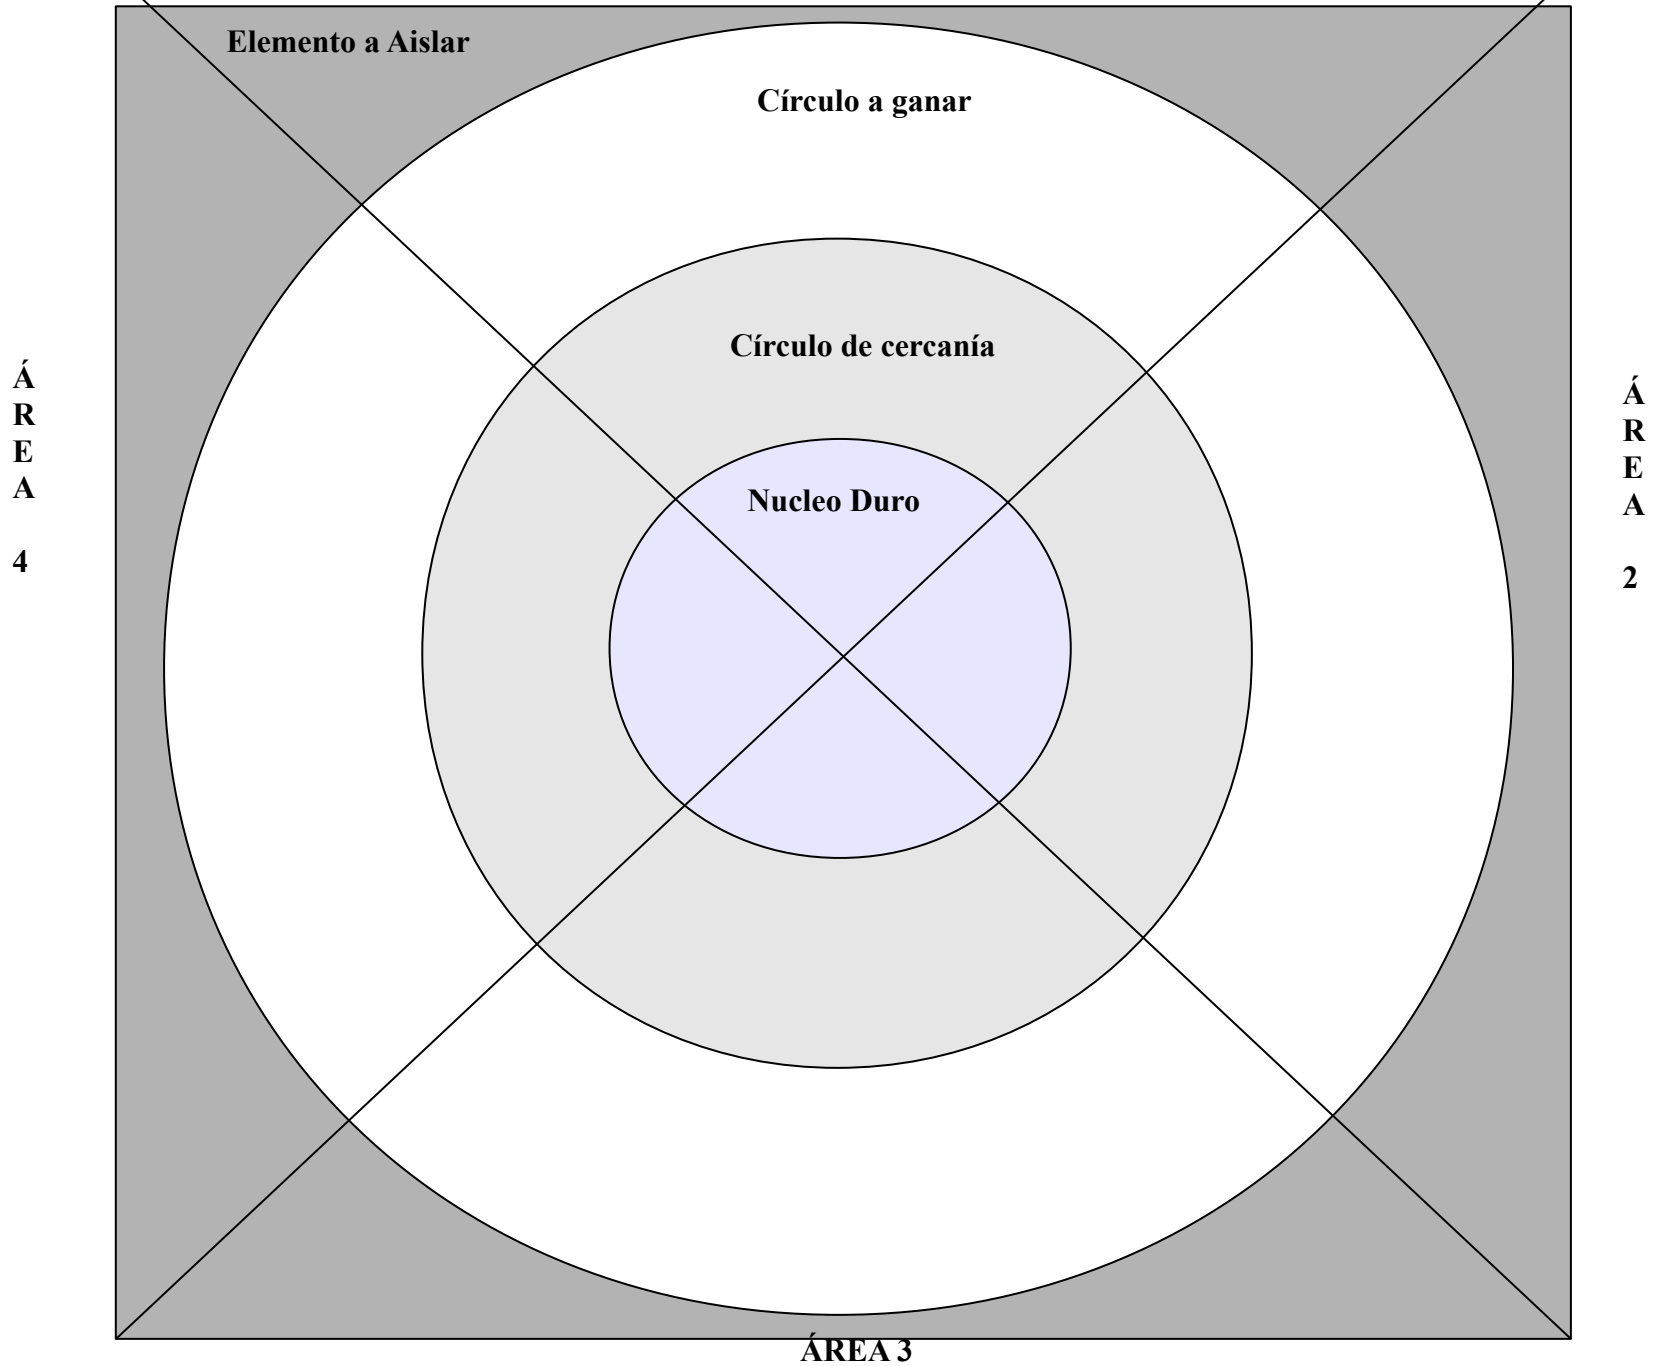 Elemento a Aislar
Círculo a ganar
Círculo de cercanía
Nucleo Duro
Á
R
E
A
4
Á
R
E
A
2
ÁREA 3